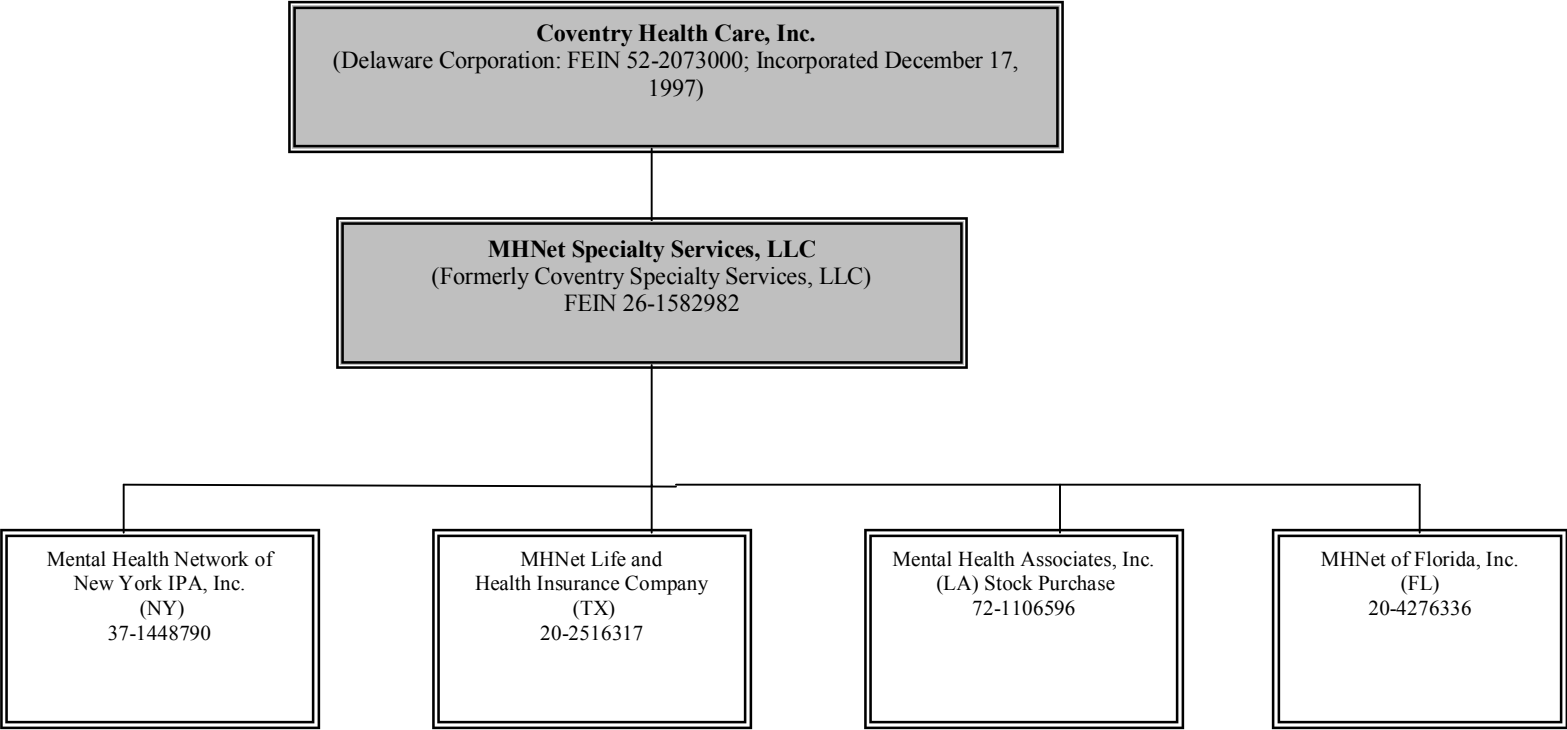 Coventry Health Care, Inc.
(Delaware Corporation: FEIN 52-2073000; Incorporated December 17,
1997)
MHNet Specialty Services, LLC
(Formerly Coventry Specialty Services, LLC)
FEIN 26-1582982
Mental Health Network of
New York IPA, Inc.
(NY)
37-1448790
MHNet Life and
Health Insurance Company
(TX)
20-2516317
Mental Health Associates, Inc.
(LA) Stock Purchase
72-1106596
MHNet of Florida, Inc.
(FL)
20-4276336